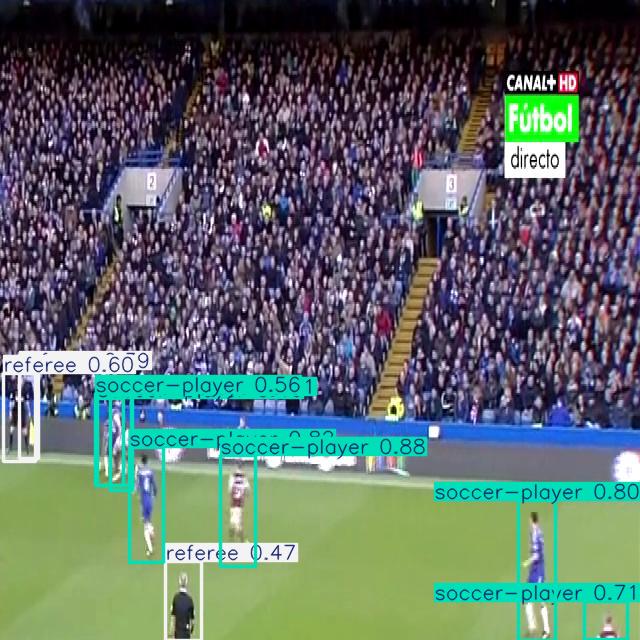 CANAL+ HD
Fútbol
directo
2
3
referee 0.60
soccer-player 0.561
soccer-player 0.88
soccer-player 0.80
referee 0.47
soccer-player 0.71